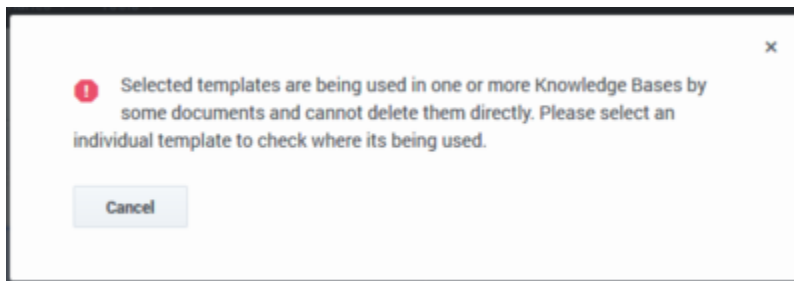 ×
Selected templates are being used in one or more Knowledge Bases by
some documents and cannot delete them directly. Please select an
individual template to check where its being used.
Cancel